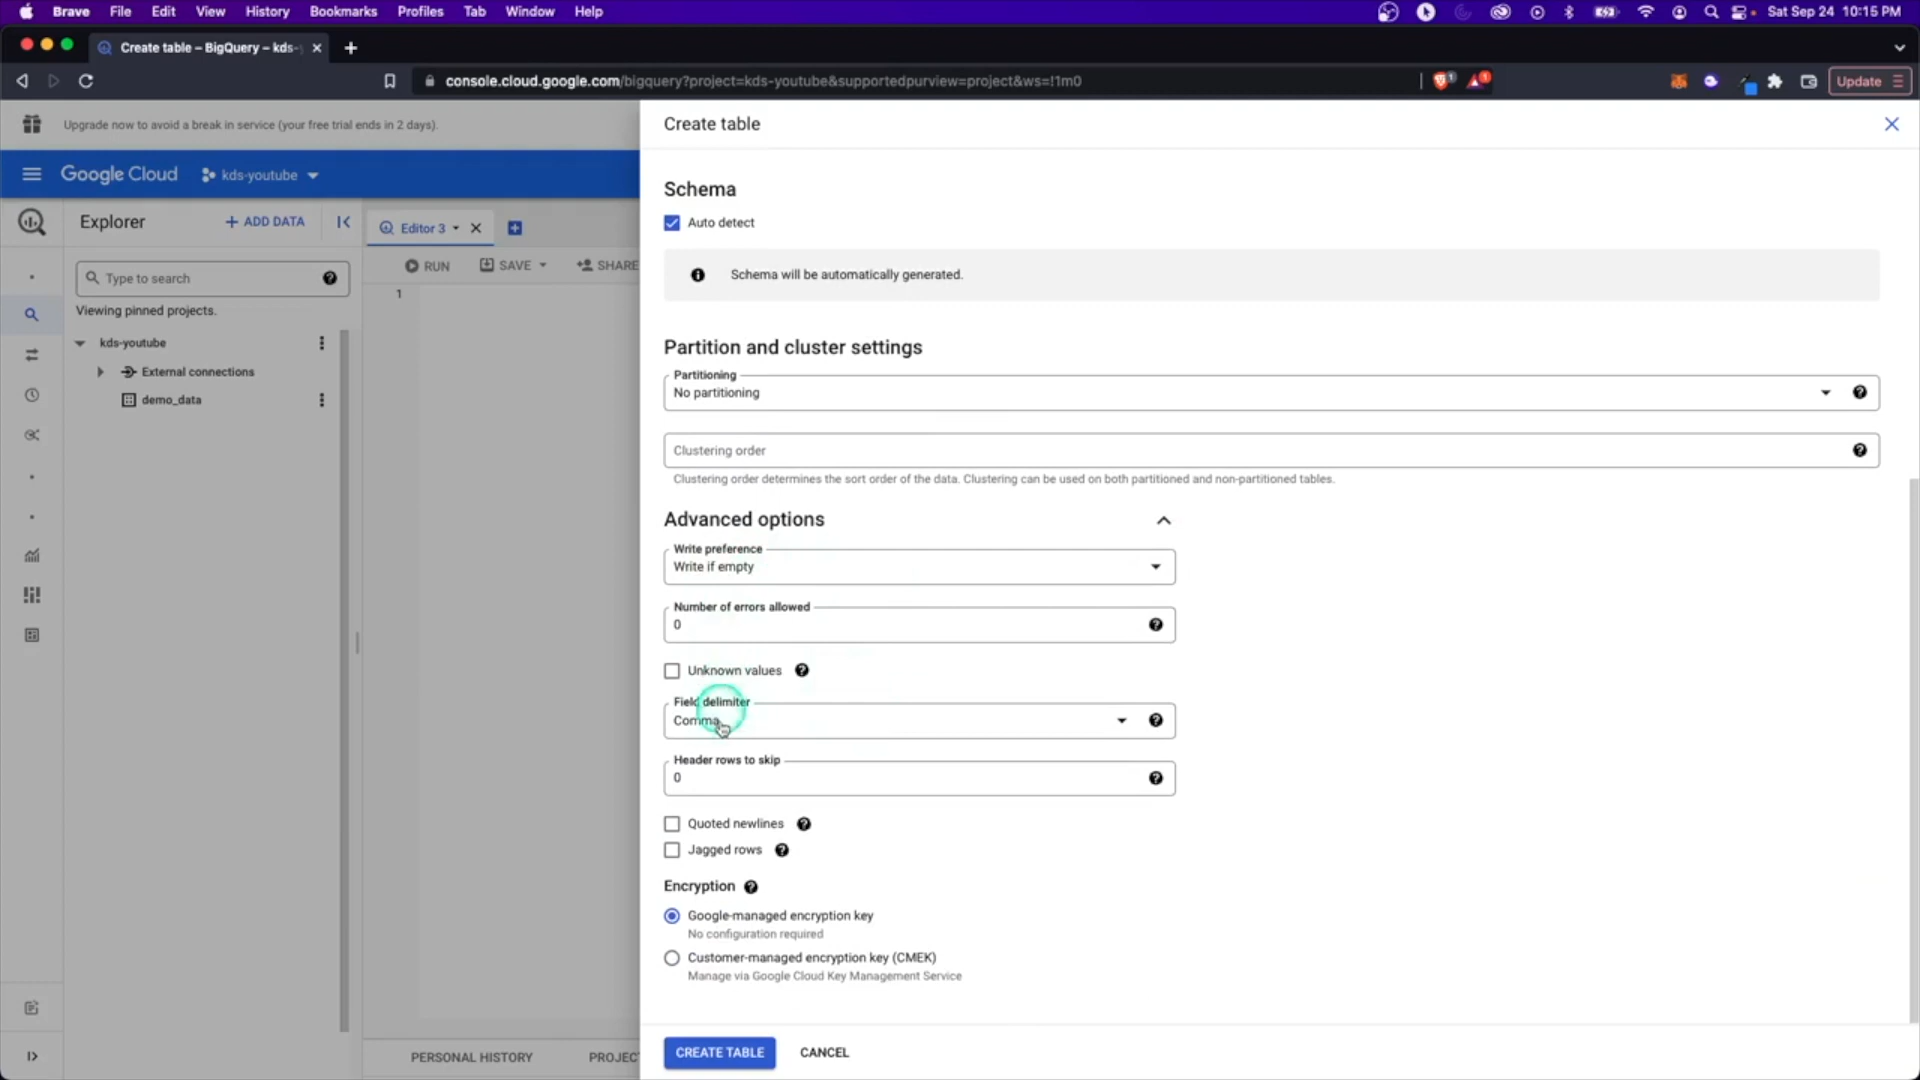 Brave File Edit View History Bookmarks Profiles Tab Window Help Sat Sep 24 10:15 PM
Create table – BigQuery – kds-
console.cloud.google.com/bigquery?project=kds-youtube&supportedpurview=project&ws=!1m0
Update
Upgrade now to avoid a break in service (your free trial ends in 2 days).
Google Cloud kds-youtube
Explorer + ADD DATA
Type to search
Viewing pinned projects.
kds-youtube
External connections
demo_data
Editor 3
RUN SAVE SHARE
1
PERSONAL HISTORY PROJEC
Create table
Schema
Auto detect
Schema will be automatically generated.
Partition and cluster settings
Partitioning
No partitioning
Clustering order
Clustering order determines the sort order of the data. Clustering can be used on both partitioned and non-partitioned tables.
Advanced options
Write preference
Write if empty
Number of errors allowed
0
Unknown values
Field delimiter
Comma
Header rows to skip
0
Quoted newlines
Jagged rows
Encryption
Google-managed encryption key
No configuration required
Customer-managed encryption key (CMEK)
Manage via Google Cloud Key Management Service
CREATE TABLE CANCEL